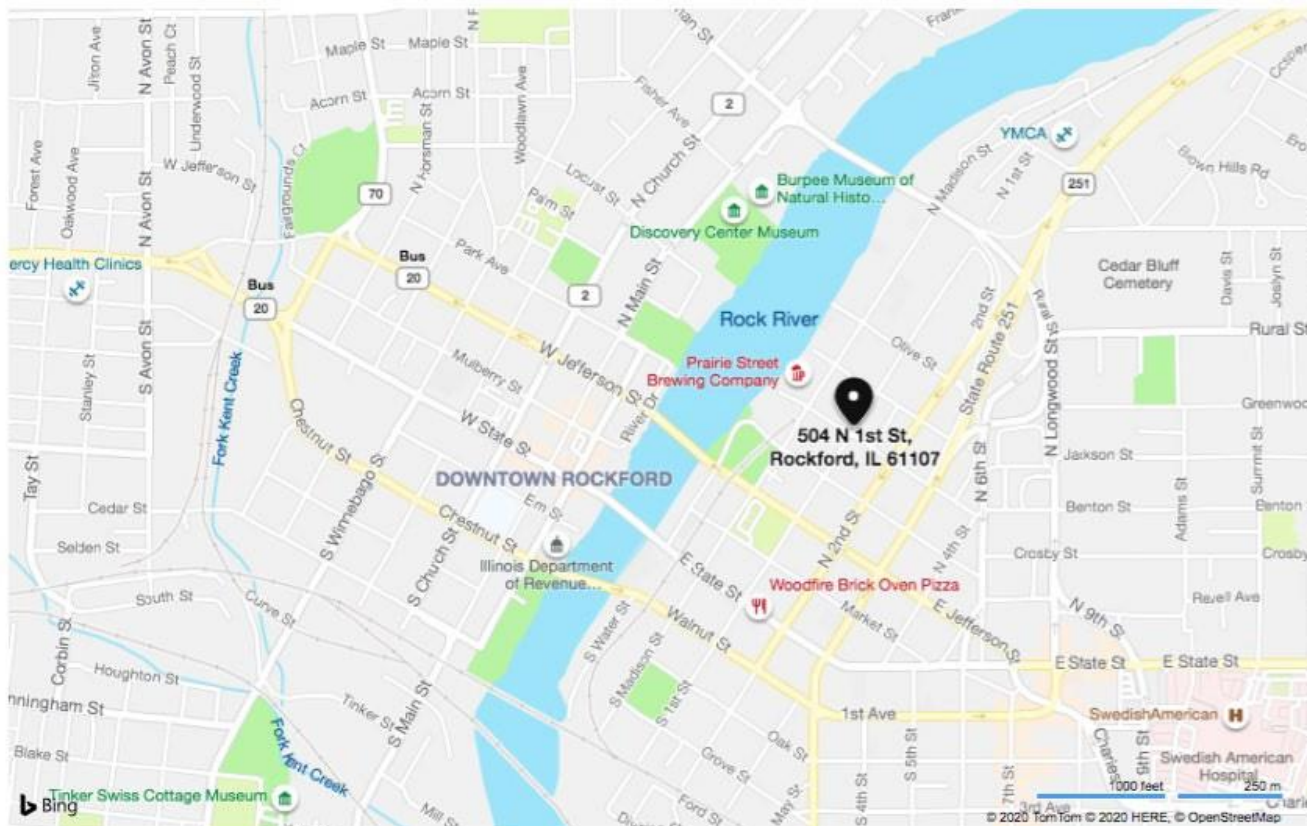 N Avon St
Peach Ct
Underwood St
Jilson Ave
Maple St
Maple St
Acorn St
Acorn St
N Horsman St
Woodlawn Ave
Fisher Ave
2
YMCA
N Madison St
N 1st St
251
Brown Hills Rd
Forest Ave
Oakwood Ave
N Avon St
W Jefferson St
Fairgrounds Ct
70
Locust St
Palm St
N Church St
Burpee Museum of
Natural Histo...
Discovery Center Museum
ercy Health Clinics
Bus
20
Bus
20
Park Ave
2
N Main St
Cedar Bluff
Cemetery
Davis St
Joslyn St
Rural St
Rural St
2nd St
State Route 251
N Longwood St
Rock River
Olive St
Prairie Street
Brewing Company
W Jefferson St
Mulberry St
River Dr
S Avon St
Stanley St
Fork Kent Creek
Chestnut St
W State St
504 N 1st St,
Rockford, IL 61107
Greenwood
Jackson St
N 6th St
Summit St
Adams St
Benton St
Benton
Tay St
DOWNTOWN ROCKFORD
Elm St
Cedar St
Selden St
S Winnebago St
S Church St
Chestnut St
Illinois Department
of Revenue...
E State St
N 2nd St
N 4th St
Crosby St
Crosby
Woodfire Brick Oven Pizza
Revell Ave
South St
Curve St
Corbin St
Houghton St
nningham St
Blake St
Tinker St
S Main St
S Water St
S Madison St
S 1st St
Walnut St
Market St
E Jefferson St
N 9th St
E State St
E State St
1st Ave
SwedishAmerican
H
Swedish American
Hospital
Charles
9th St
Oak St
Grove St
Ford St
May St
S 4th St
S 5th St
7th St
3rd Ave
Fork Kent Creek
Tinker Swiss Cottage Museum
Mill St
Bing
1000 feet
250 m
© 2020 TomTom © 2020 HERE, © OpenStreetMap